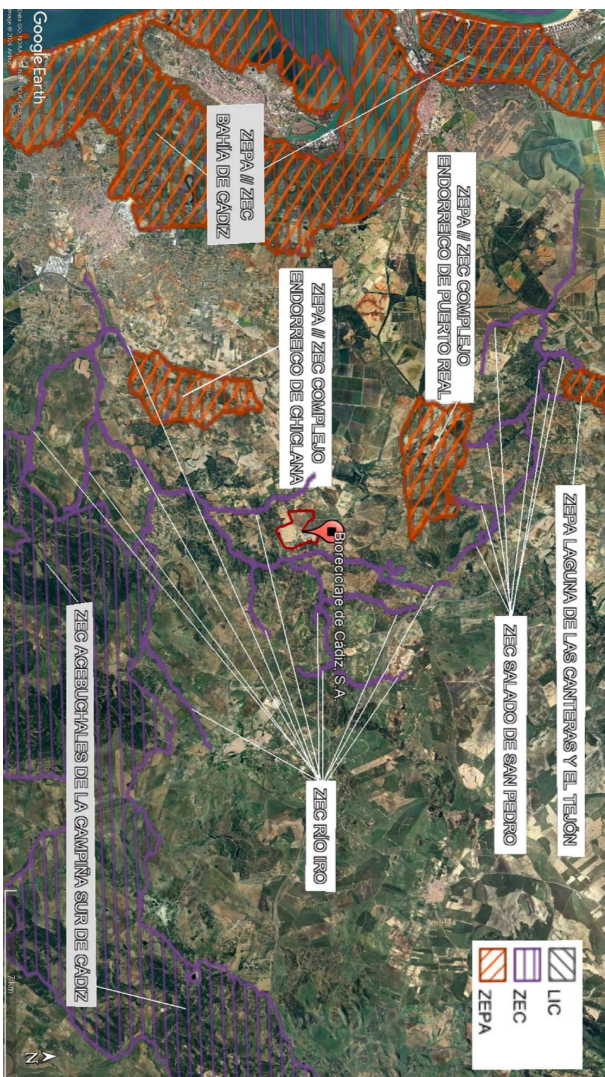 LIC
ZEC
ZEPA
ZEPA LAGUNA DE LAS CANTERAS Y EL TEJÓN
ZEC SALADO DE SAN PEDRO
ZEPA // ZEC COMPLEJO
ENDORREICO DE PUERTO REAL
ZEPA // ZEC COMPLEJO
ENDORREICO DE CHICLANA
ZEPA // ZEC
BAHÍA DE CÁDIZ
Bioreciclaje de Cádiz, S.A
ZEC RÍO IRO
ZEC ACEBUCHALES DE LA CAMPIÑA SUR DE CÁDIZ
Google Earth
N